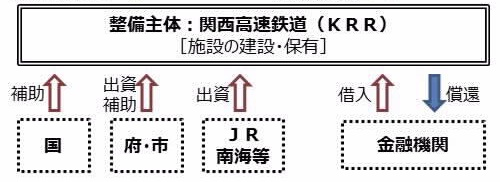 整備主体：関西高速鉄道（ＫＲＲ）
［施設の建設・保有］
補助
出資
補助
出資
借入
償還
国
府・市
ＪＲ
南海等
金融機関